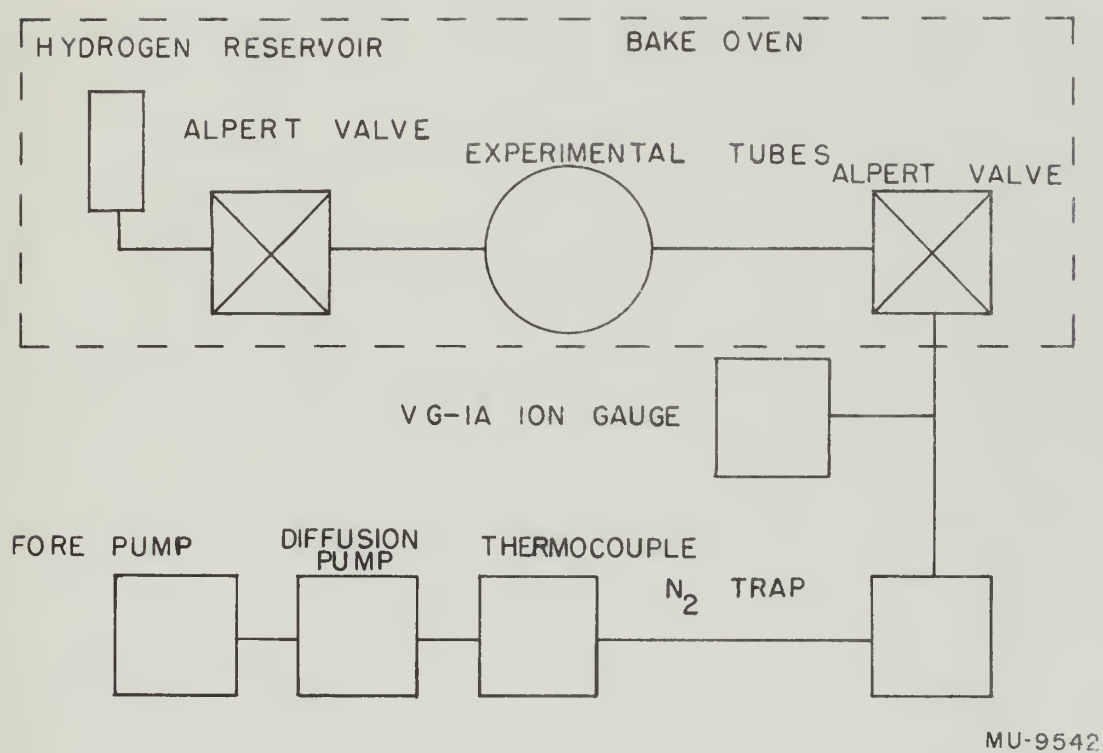 HYDROGEN RESERVOIR
BAKE OVEN
ALPERT VALVE
EXPERIMENTAL TUBES
ALPERT VALVE
VG-1A ION GAUGE
FORE PUMP
DIFFUSION
PUMP
THERMOCOUPLE
N2 TRAP
MU-9542